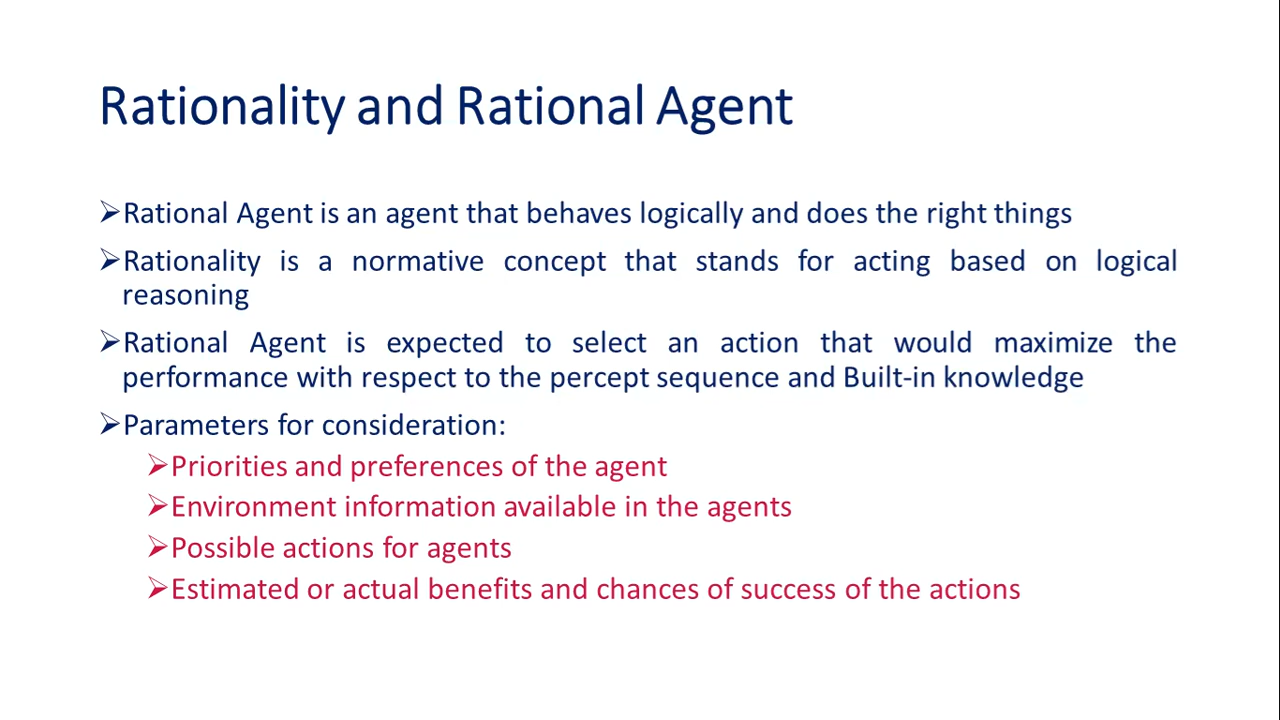 Rationality and Rational Agent
➢Rational Agent is an agent that behaves logically and does the right things
➢Rationality is a normative concept that stands for acting based on logical
reasoning
➢Rational Agent is expected to select an action that would maximize the
performance with respect to the percept sequence and Built-in knowledge
➢Parameters for consideration:
➢Priorities and preferences of the agent
➢Environment information available in the agents
➢Possible actions for agents
➢Estimated or actual benefits and chances of success of the actions